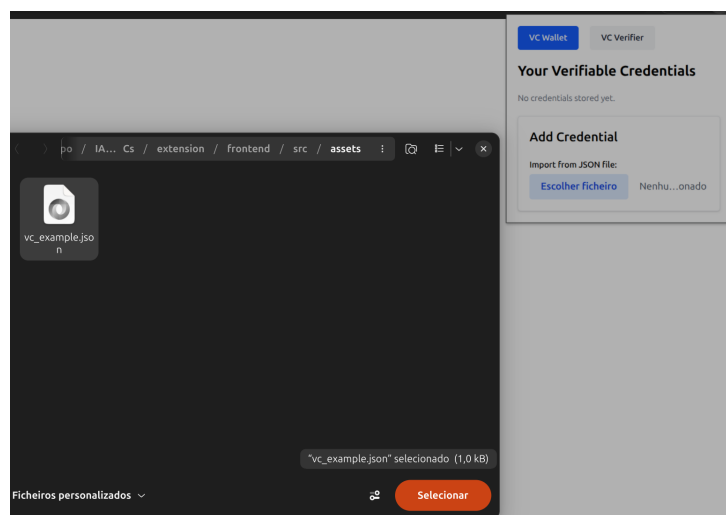 VC Wallet VC Verifier
Your Verifiable Credentials
No credentials stored yet.
Add Credential
Import from JSON file:
Escolher ficheiro Nenhu…onado
po / IA… Cs / extension / frontend / src / assets
vc_example.jso
n
"vc_example.json" selecionado (1,0 kB)
Ficheiros personalizados
Selecionar